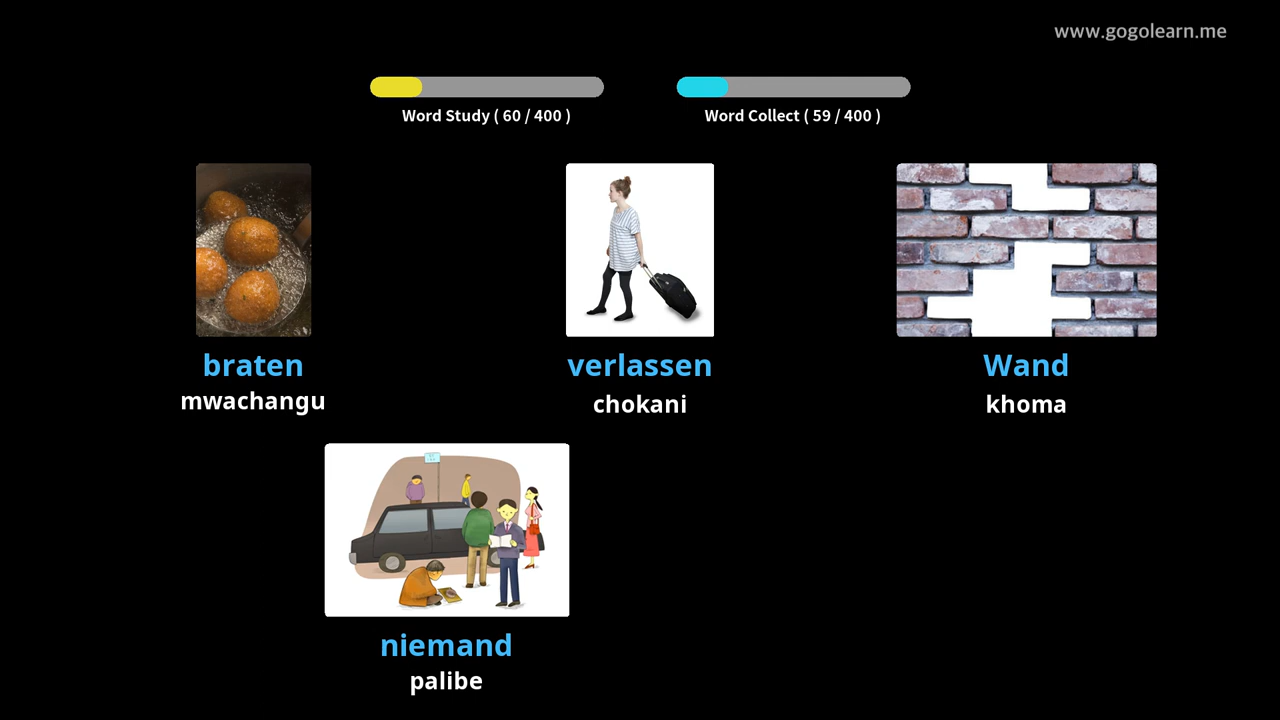 www.gogolearn.me
Word Study ( 60 / 400 )
Word Collect ( 59 / 400 )
braten
mwachangu
verlassen
chokani
Wand
khoma
niemand
palibe